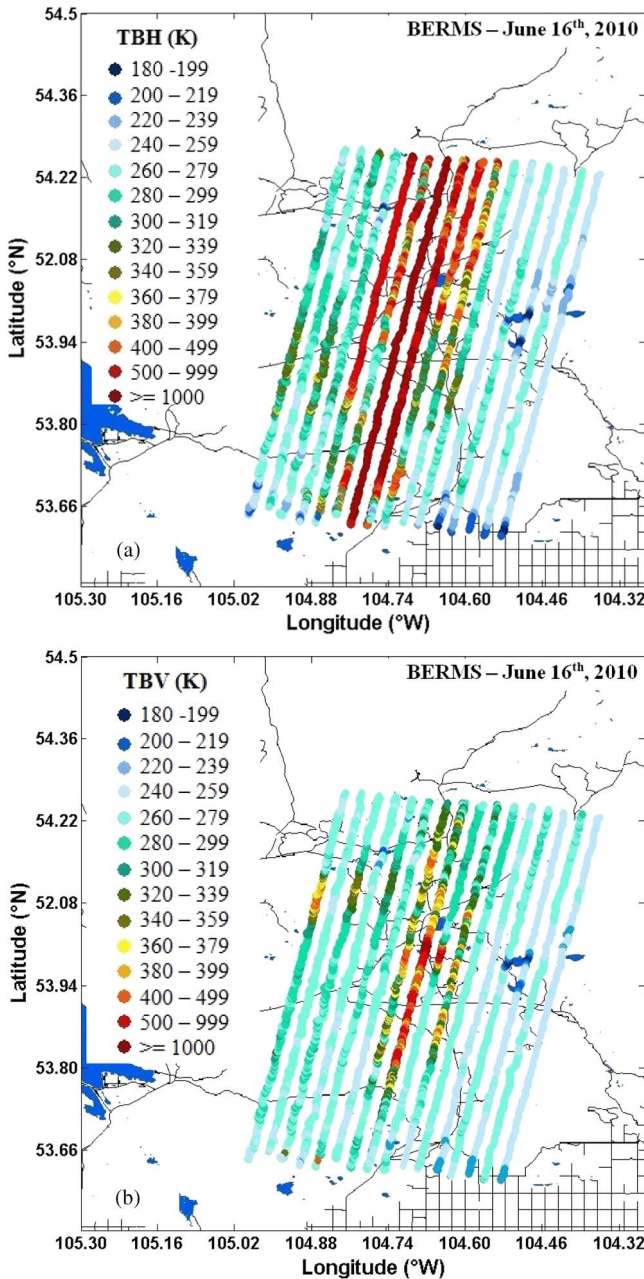 TBH (K)
BERMS – June 16th, 2010
180 -199
200 – 219
220 – 239
240 – 259
260 – 279
280 – 299
300 – 319
320 – 339
340 – 359
360 – 379
380 – 399
400 – 499
500 – 999
>= 1000
(a)
Latitude (°N)
54.5
54.36
54.22
52.08
53.94
53.80
53.66
105.30 105.16 105.02 104.88 104.74 104.60 104.46 104.32
Longitude (°W)
TBV (K)
BERMS – June 16th, 2010
180 -199
200 – 219
220 – 239
240 – 259
260 – 279
280 – 299
300 – 319
320 – 339
340 – 359
360 – 379
380 – 399
400 – 499
500 – 999
>= 1000
(b)
Latitude (°N)
54.5
54.36
54.22
52.08
53.94
53.80
53.66
105.30 105.16 105.02 104.88 104.74 104.60 104.46 104.32
Longitude (°W)